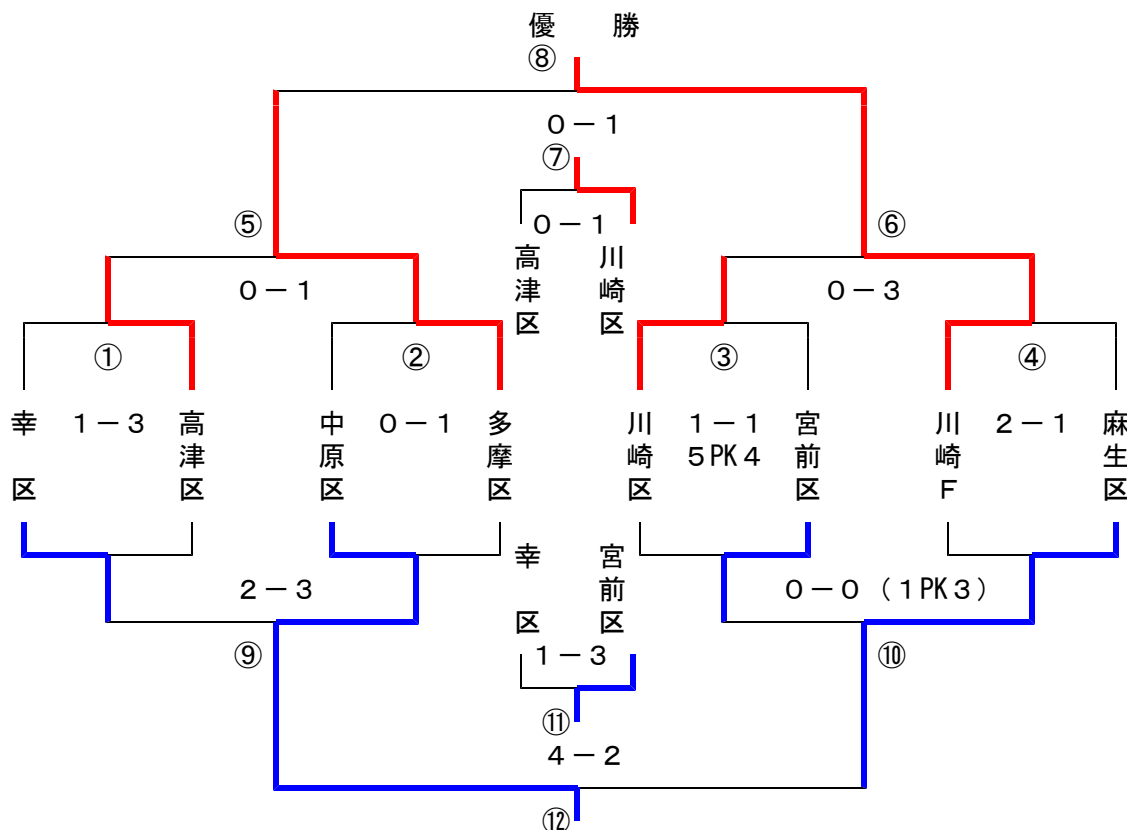 優　勝
⑧
０－１
⑦
０－１
高津区
川崎区
⑤
０－１
⑥
０－３
①
②
③
④
幸　区
１－３
高津区
中原区
０－１
多摩区
川崎区
１－１
５PK４
宮前区
川崎Ｆ
２－１
麻生区
２－３
幸　区
宮前区
０－０（１PK３）
⑨
１－３
⑩
⑪
４－２
⑫